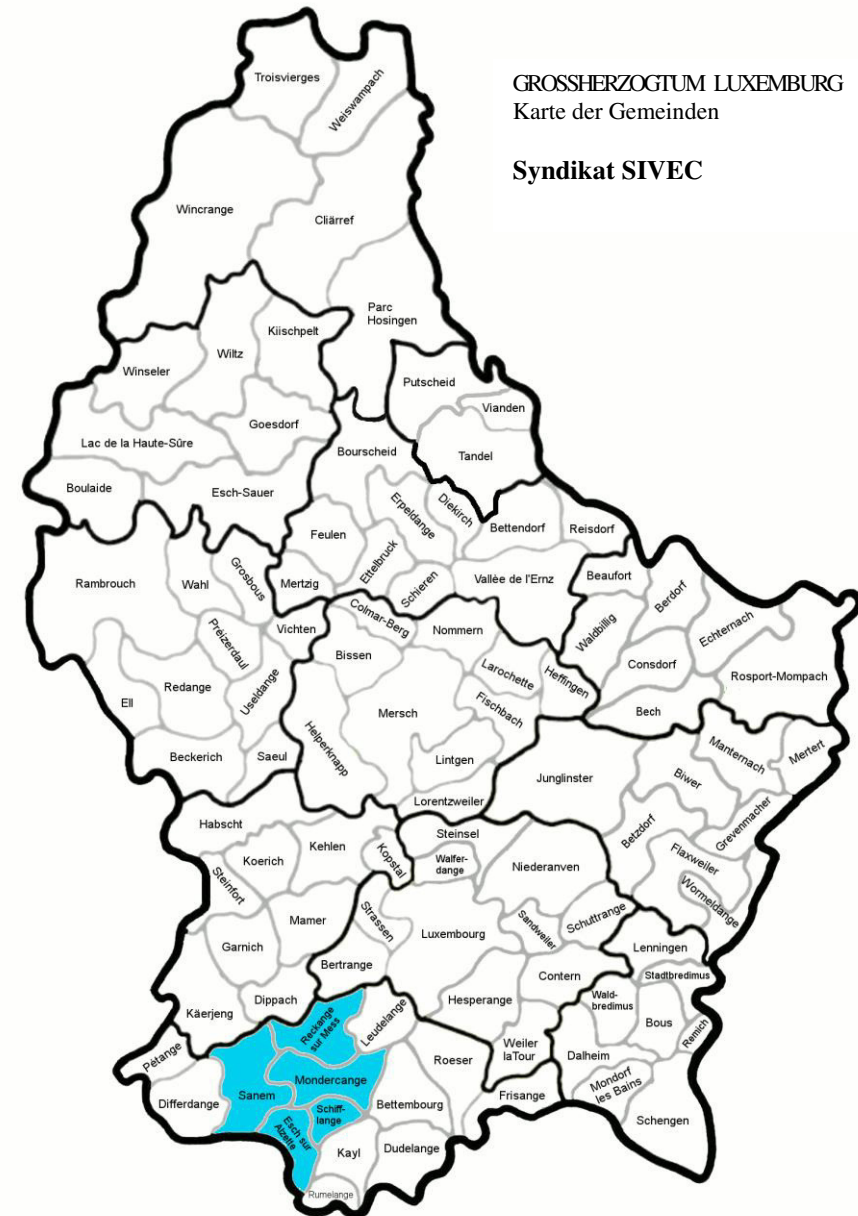 GROSSHERZOGTUM LUXEMBURG
Karte der Gemeinden
Syndikat SIVEC
Troisvierges
Weiswampach
Wincrange
Cliärref
Parc
Hosingen
Kiischpelt
Wiltz
Winseler
Putscheid
Vianden
Goesdorf
Lac de la Haute-Sûre
Bourscheid
Tandel
Boulaide
Esch-Sauer
Erpeldange
Diekirch
Bettendorf
Reisdorf
Feulen
Ettelbruck
Rambrouch
Wahl
Grosbous
Mertzig
Schieren
Vallèe de l'Ernz
Beaufort
Berdorf
Colmar-Berg
Waldbillig
Echternach
Vichten
Nommern
Préizerdaul
Bissen
Larochette
Heffingen
Consdorf
Rosport-Mompach
Ell
Redange
Useldange
Fischbach
Mersch
Bech
Helperknapp
Beckerich
Saeul
Lintgen
Manternach
Mertert
Junglinster
Biwer
Lorentzweiler
Grevenmacher
Habscht
Steinsel
Betzdorf
Kehlen
Kopstal
Koerich
Walfer-
dange
Niederanven
Flaxweiler
Steinfort
Wormeldange
Strassen
Mamer
Sandweiler
Schuttrange
Luxembourg
Garnich
Lenningen
Bertrange
Contern
Stadtbredimus
Dippach
Hesperange
Wald-
bredimus
Käerjeng
Bous
Remich
Reckange
sur Mess
Leudelange
Weiler
laTour
Pétange
Roeser
Dalheim
Mondercange
Mondorf
les Bains
Sanem
Differdange
Schiff-
lange
Bettembourg
Frisange
Schengen
Esch sur
Alzette
Kayl
Dudelange
Rumelange